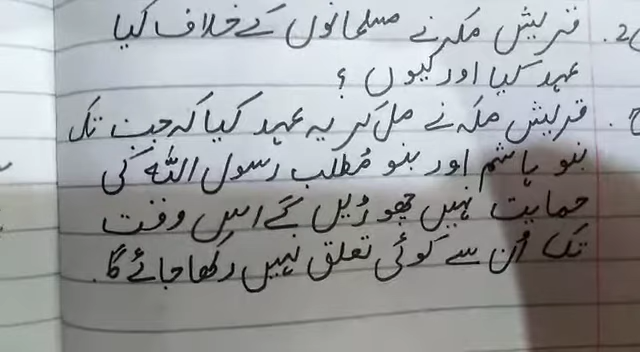 2. قریش مکہ نے مسلمانوں کے خلاف کیا
عہد کیا اور کیوں ؟
قریش مکہ نے مل کر یہ عہد کیا کہ جب تک
بنو ہاشم اور بنو مُطلب رسول اللہ کی
حمایت نہیں چھوڑیں گے اس وقت
تک اُن سے کوئی تعلق نہیں رکھا جائے گا.